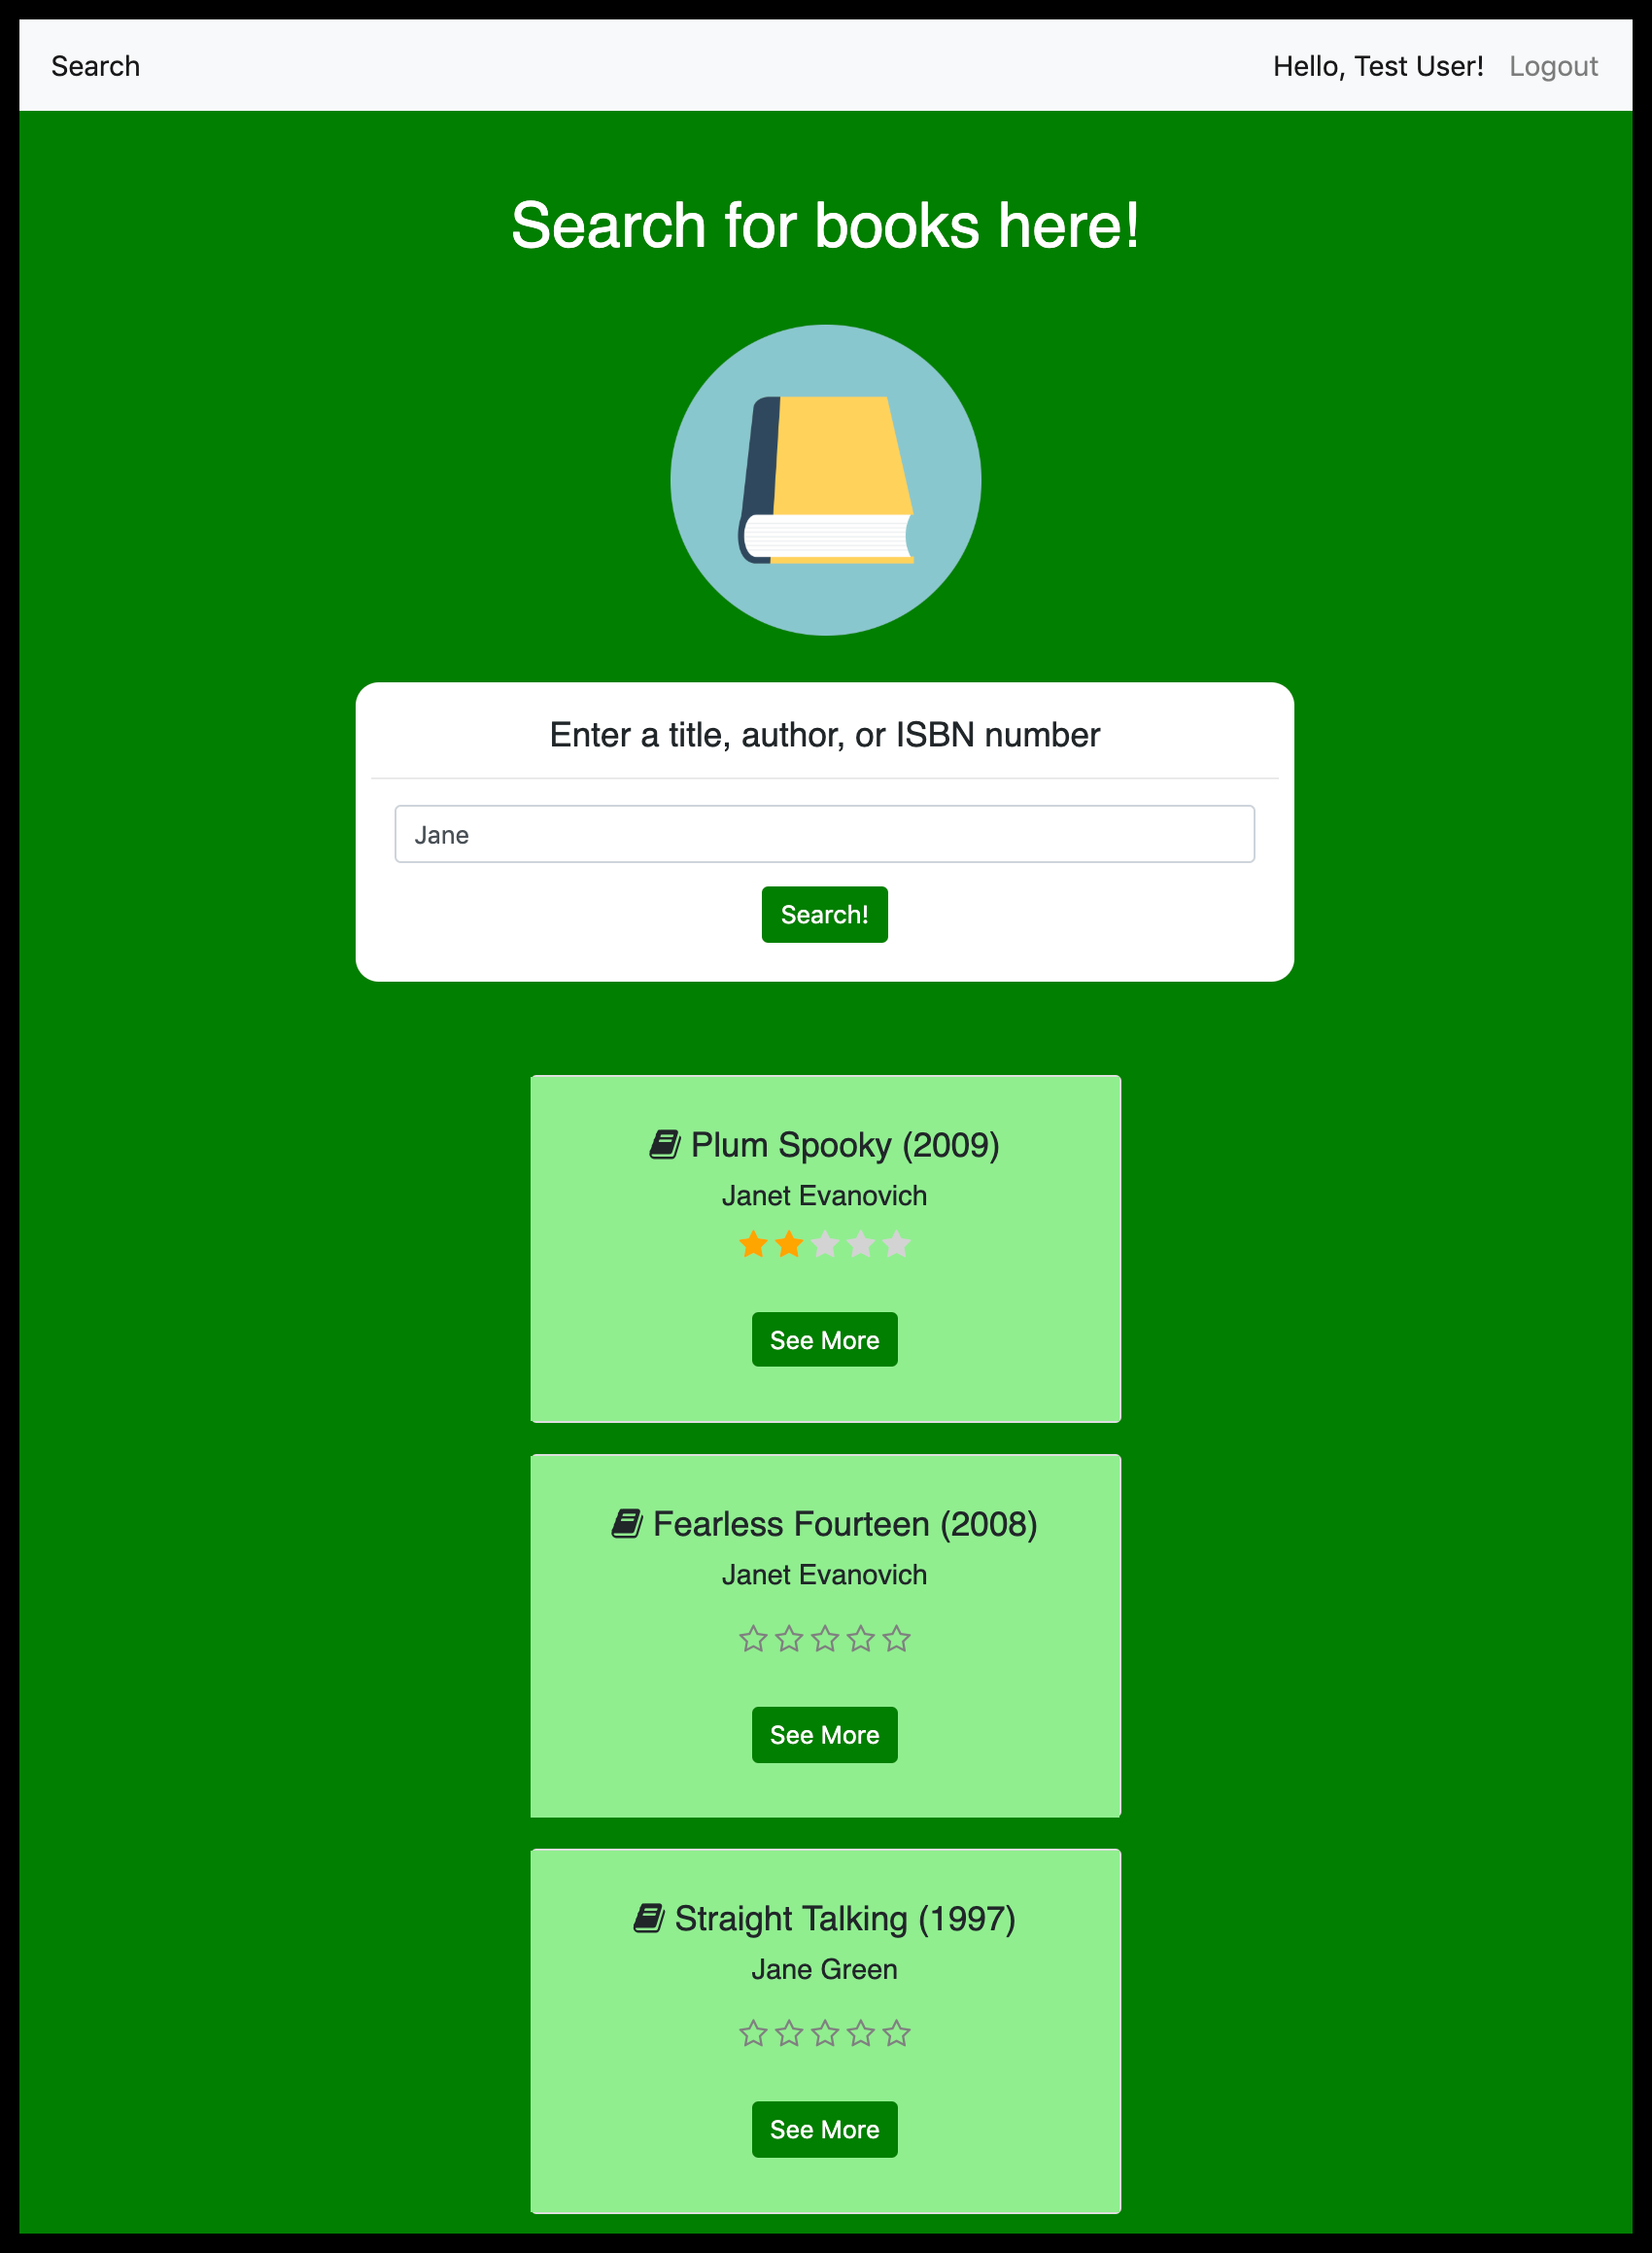 Search
Hello, Test User! Logout
Search for books here!
Enter a title, author, or ISBN number
Jane
Search!
Plum Spooky (2009)
Janet Evanovich
See More
Fearless Fourteen (2008)
Janet Evanovich
See More
Straight Talking (1997)
Jane Green
See More